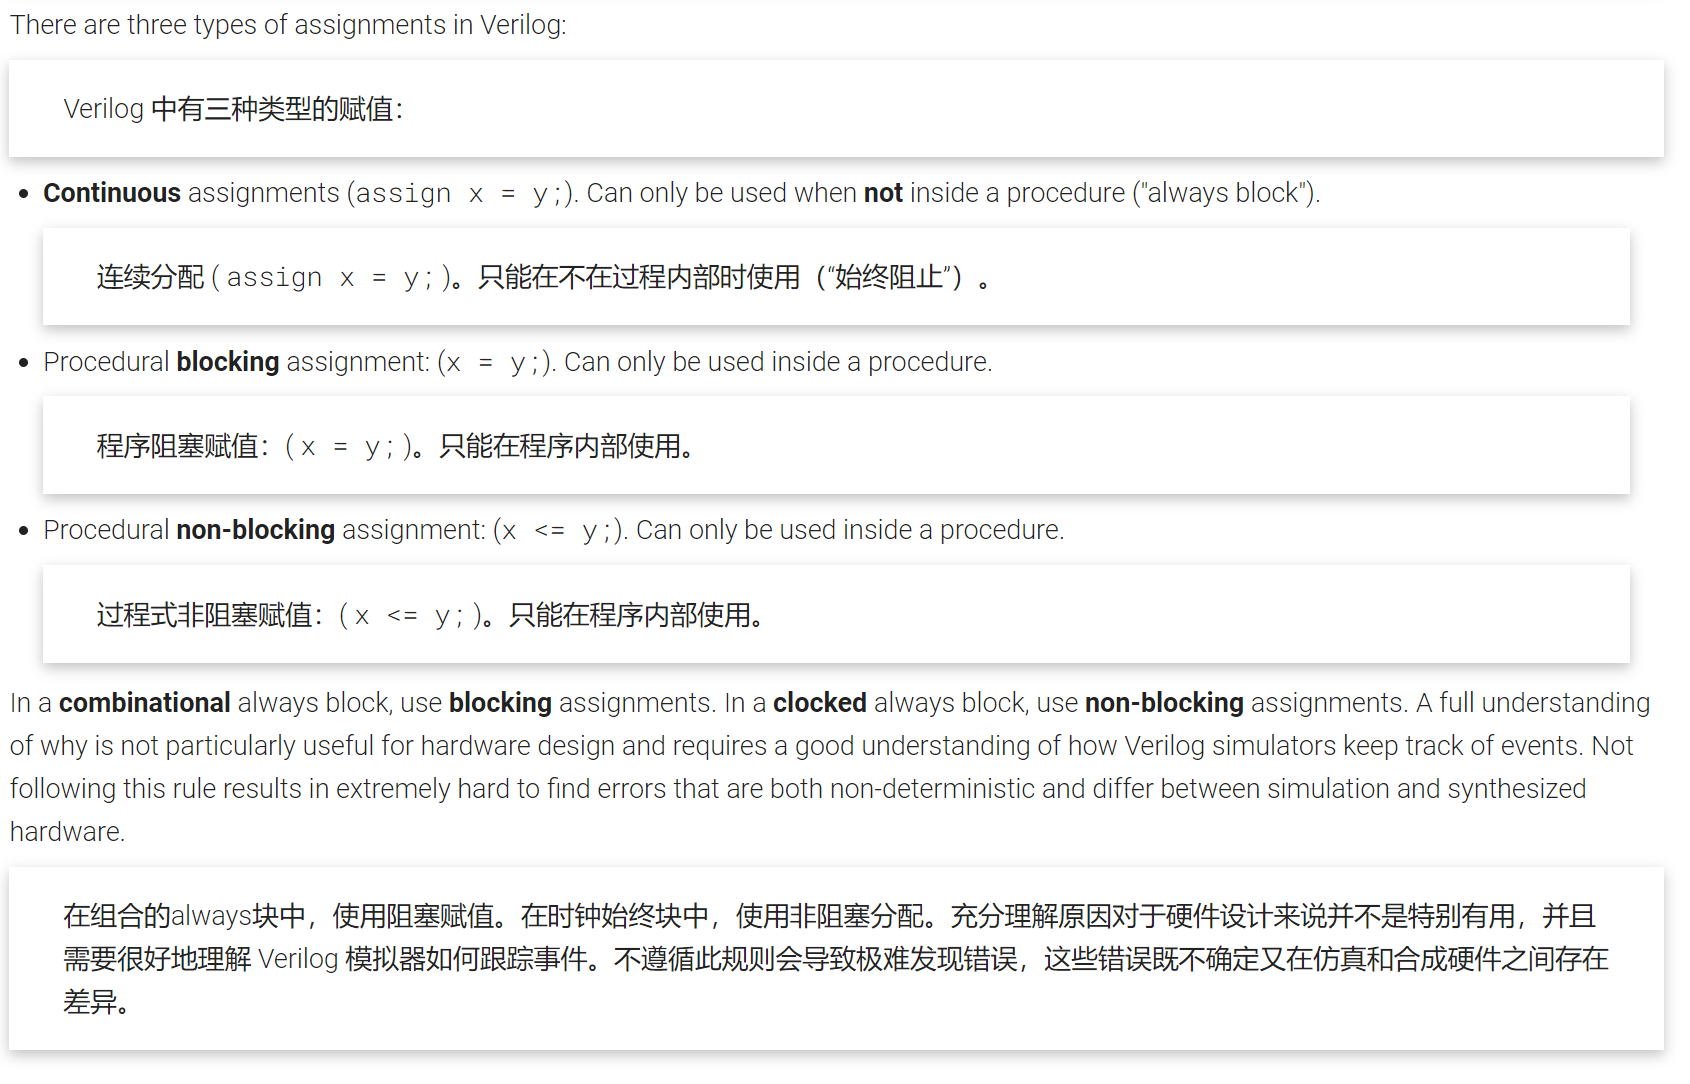 There are three types of assignments in Verilog:
Verilog 中有三种类型的赋值：
• Continuous assignments (assign x = y;). Can only be used when not inside a procedure ("always block").
连续分配 ( assign x = y; )。只能在不在过程内部时使用（“始终阻止”）。
• Procedural blocking assignment: (x = y;). Can only be used inside a procedure.
程序阻塞赋值：( x = y; )。只能在程序内部使用。
• Procedural non-blocking assignment: (x <= y;). Can only be used inside a procedure.
过程式非阻塞赋值：( x <= y; )。只能在程序内部使用。
In a combinational always block, use blocking assignments. In a clocked always block, use non-blocking assignments. A full understanding
of why is not particularly useful for hardware design and requires a good understanding of how Verilog simulators keep track of events. Not
following this rule results in extremely hard to find errors that are both non-deterministic and differ between simulation and synthesized
hardware.
在组合的always块中，使用阻塞赋值。在时钟始终块中，使用非阻塞分配。充分理解原因对于硬件设计来说并不是特别有用，并且
需要很好地理解 Verilog 模拟器如何跟踪事件。不遵循此规则会导致极难发现错误，这些错误既不确定又在仿真和合成硬件之间存在
差异。